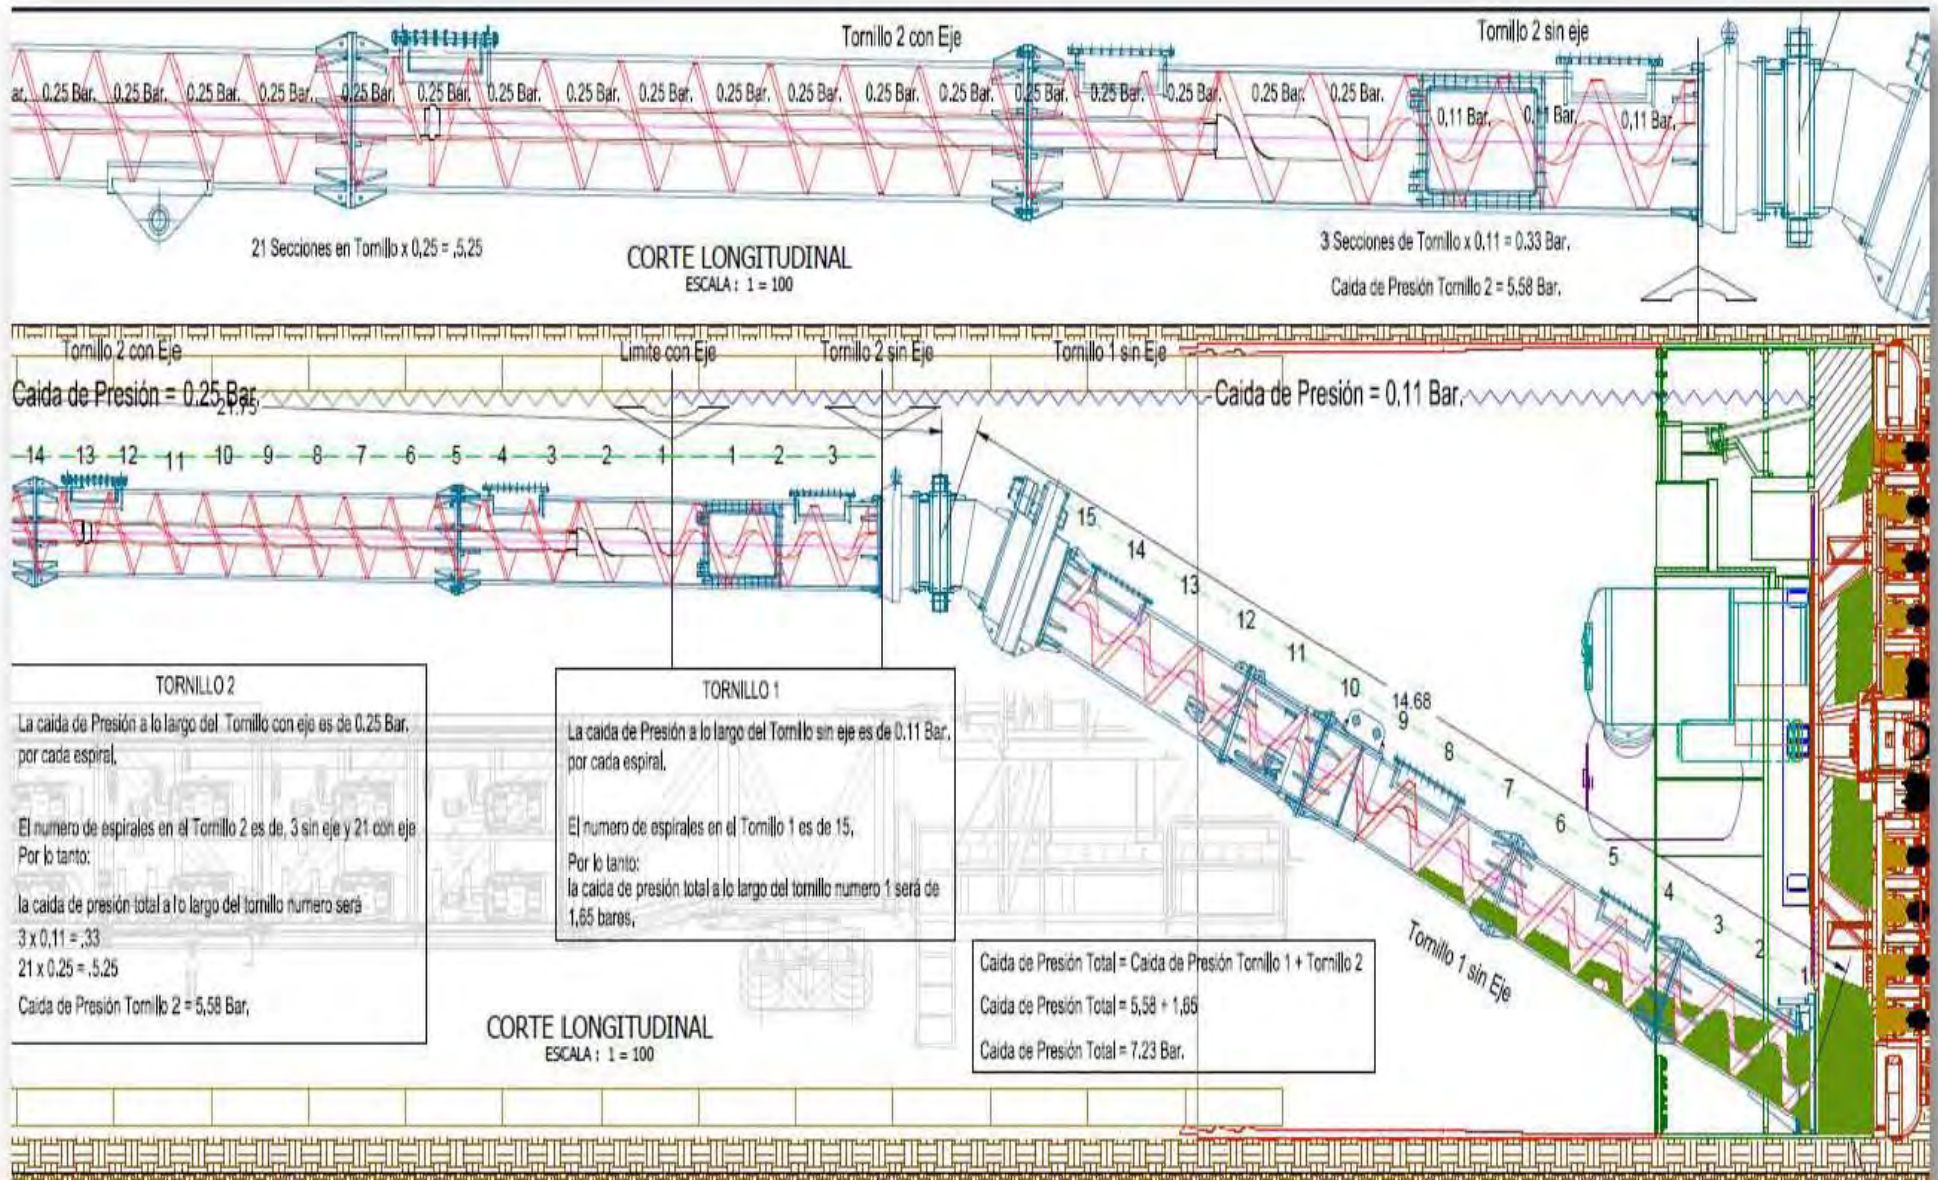 Tornillo 2 con Eje
Tornillo 2 sin eje
ar. 0.25 Bar. 0.25 Bar. 0.25 Bar. 0.25 Bar. 0.25 Bar. 0.25 Bar. 0.25 Bar. 0.25 Bar. 0.25 Bar. 0.25 Bar. 0.25 Bar. 0.25 Bar. 0.25 Bar. 0.25 Bar. 0.25 Bar. 0.25 Bar. 0.25 Bar. 0.25 Bar.
0,11 Bar. 0,11 Bar. 0,11 Bar.
21 Secciones en Tornillo x 0,25 = ,5,25
CORTE LONGITUDINAL
ESCALA : 1 = 100
3 Secciones de Tornillo x 0,11 = 0.33 Bar.
Caida de Presión Tornillo 2 = 5,58 Bar.
Tornillo 2 con Eje
Limite con Eje
Tornillo 2 sin Eje
Tornillo 1 sin Eje
Caida de Presión = 0.25 Bar.
21.75
Caida de Presión = 0,11 Bar.
14 13 12 11 10 9 8 7 6 5 4 3 2 1 1 2 3
15
14
13
12
11
10
14.68
9
8
7
6
5
4
3
2
1
Tornillo 1 sin Eje
TORNILLO 2
La caida de Presión a lo largo del Tornillo con eje es de 0.25 Bar.
por cada espiral.
El numero de espirales en el Tornillo 2 es de, 3 sin eje y 21 con eje
Por lo tanto:
la caida de presión total a lo largo del tornillo numero será
3 x 0,11 = ,33
21 x 0.25 = ,5.25
Caida de Presión Tornillo 2 = 5,58 Bar.
TORNILLO 1
La caida de Presión a lo largo del Tornillo sin eje es de 0.11 Bar.
por cada espiral.
El numero de espirales en el Tornillo 1 es de 15,
Por lo tanto:
la caida de presión total a lo largo del tornillo numero 1 será de
1,65 bares.
Caida de Presión Total = Caida de Presión Tornillo 1 + Tornillo 2
Caida de Presión Total = 5,58 + 1,65
Caida de Presión Total = 7.23 Bar.
CORTE LONGITUDINAL
ESCALA : 1 = 100